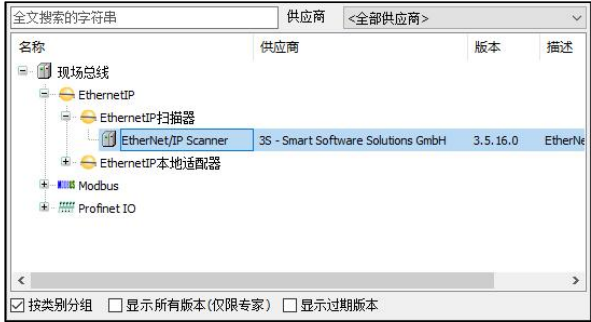 全文搜索的字符串 供应商 <全部供应商>
名称 供应商 版本 描述
现场总线
EthernetIP
EthernetIP扫描器
EtherNet/IP Scanner 3S - Smart Software Solutions GmbH 3.5.16.0 EtherNe
EthernetIP本地适配器
Modbus
Profinet IO
按类别分组 显示所有版本(仅限专家) 显示过期版本